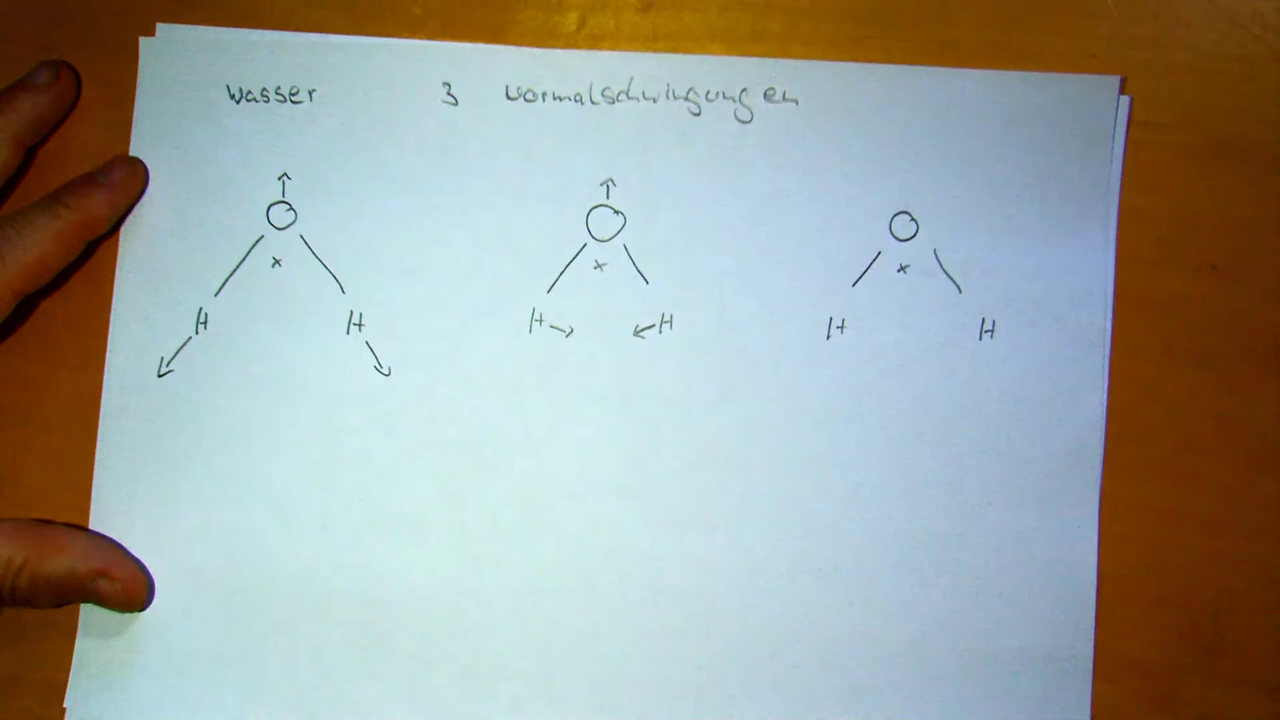 Wasser 3 Normalschwingungen
O O O
x x x
H H H H H H